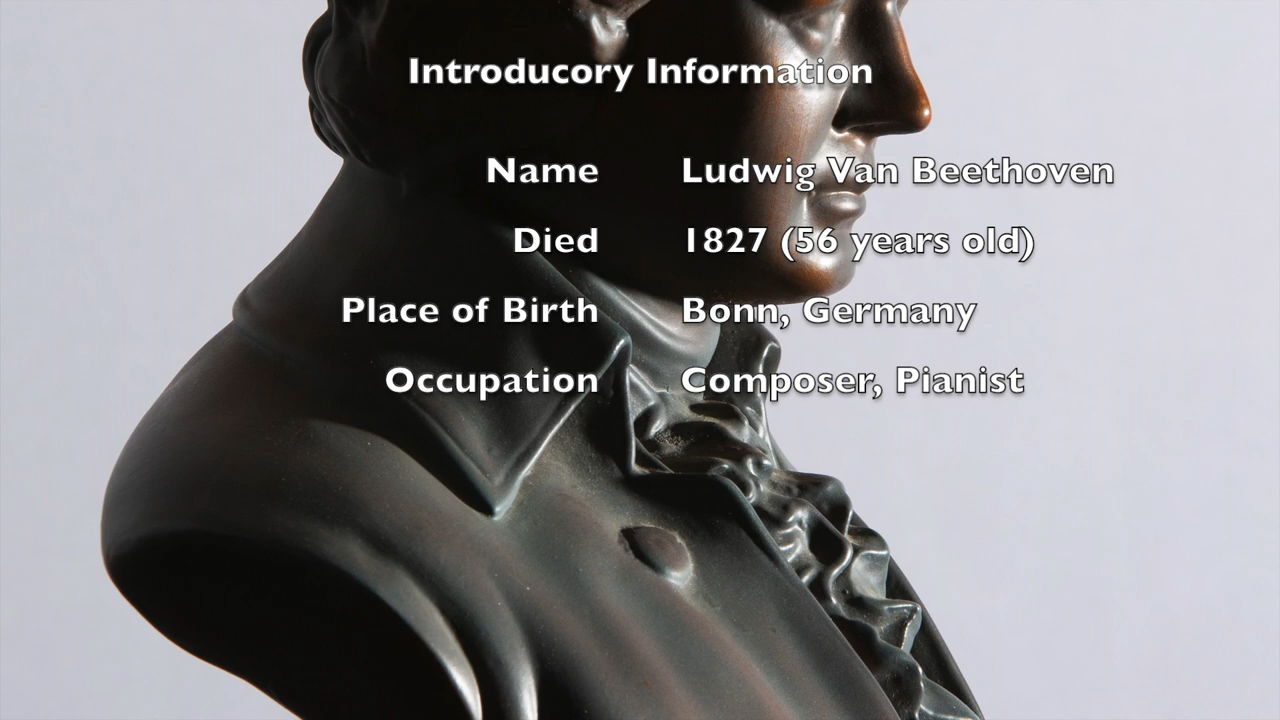 Introducory Information
Name Ludwig Van Beethoven
Died 1827 (56 years old)
Place of Birth Bonn, Germany
Occupation Composer, Pianist